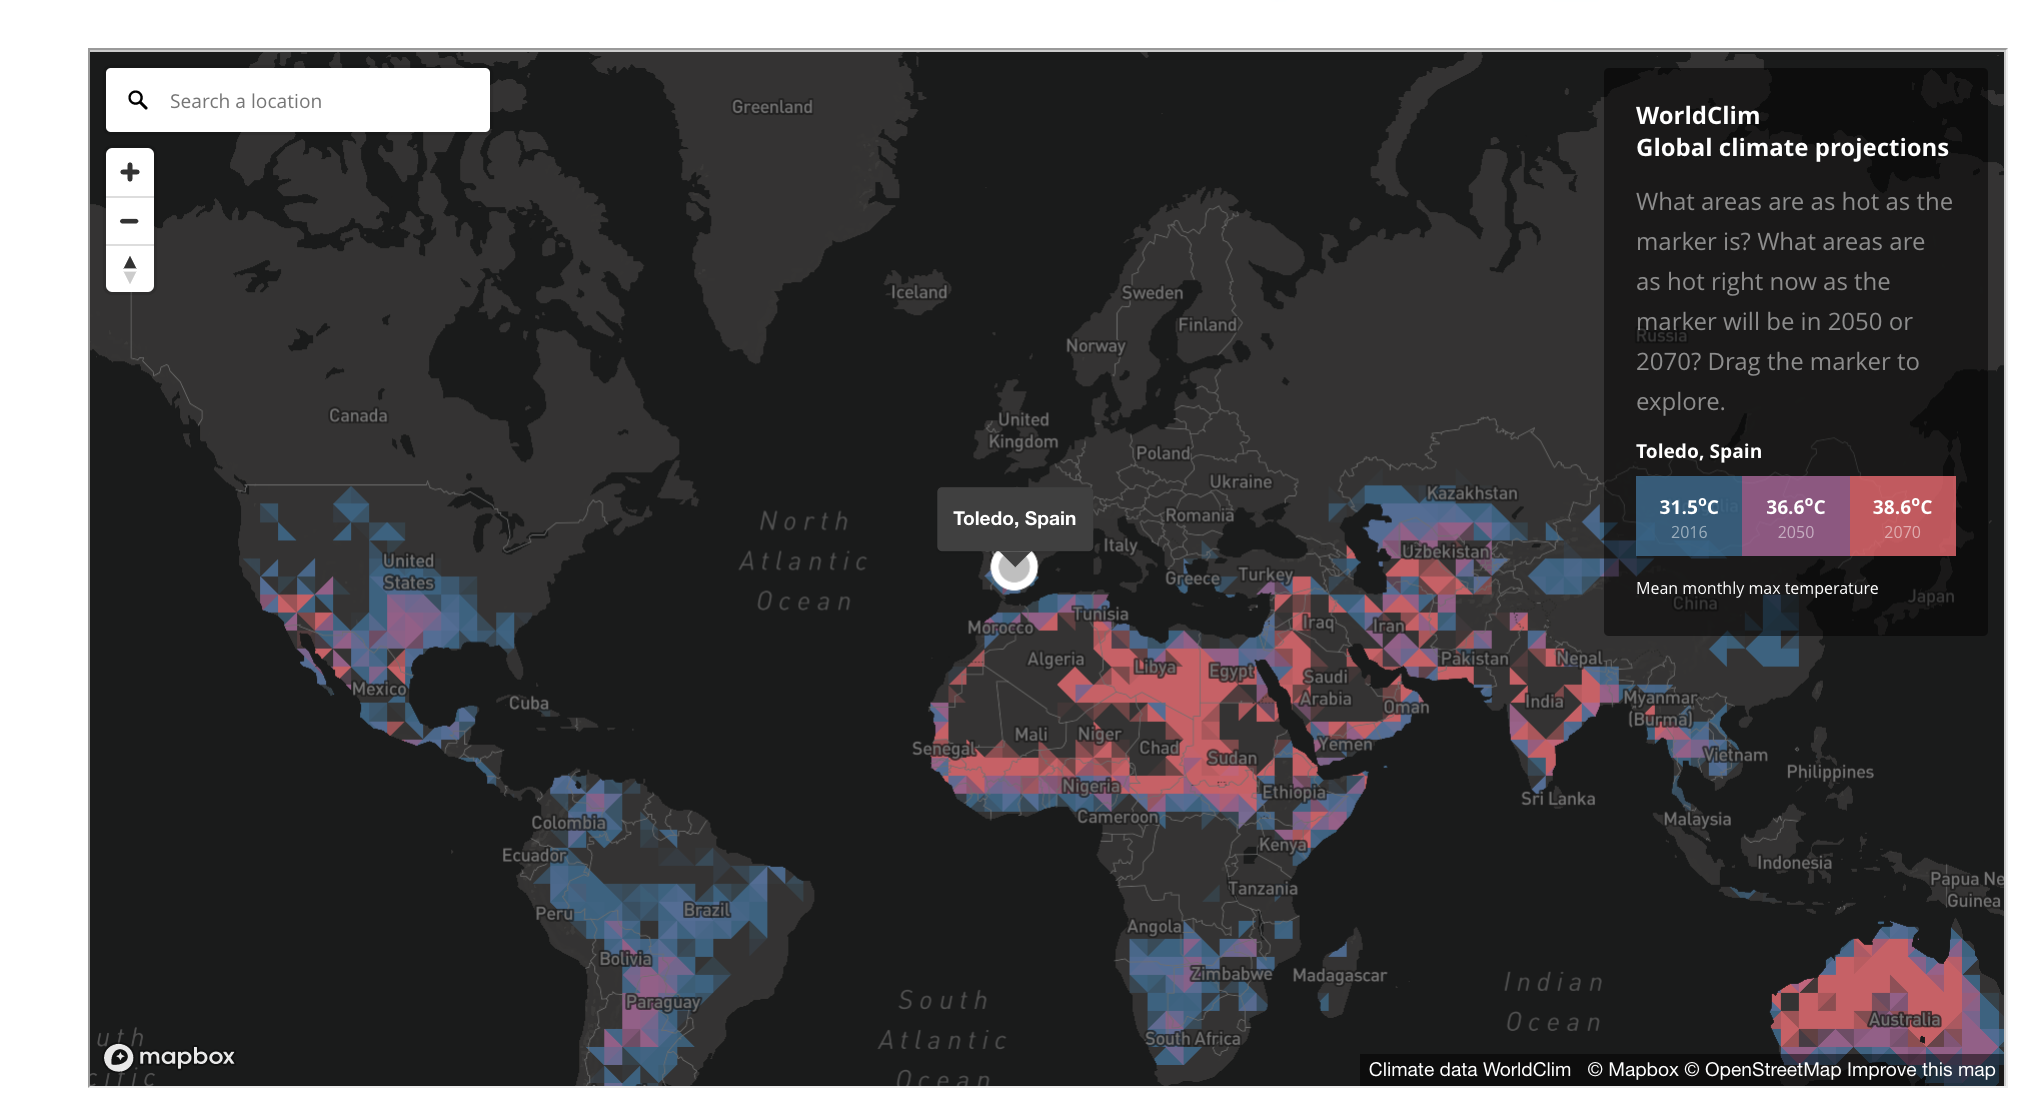 Search a location
WorldClim
Global climate projections
What areas are as hot as the
marker is? What areas are
as hot right now as the
marker will be in 2050 or
2070? Drag the marker to
explore.
Toledo, Spain
31.5°C
36.6°C
38.6°C
2016
2050
2070
Mean monthly max temperature
Greenland
Iceland
Sweden
Finland
Norway
Russia
Canada
United
Kingdom
Poland
Ukraine
Kazakhstan
Toledo, Spain
Romania
North
Atlantic
Ocean
Italy
Uzbekistan
United
States
Greece
Turkey
China
Japan
Tunisia
Morocco
Iraq
Iran
Algeria
Libya
Egypt
Pakistan
Nepal
Saudi
Arabia
Mexico
Cuba
Oman
India
Myanmar
(Burma)
Mali
Niger
Chad
Senegal
Sudan
Yemen
Vietnam
Philippines
Nigeria
Ethiopia
Sri Lanka
Colombia
Cameroon
Malaysia
Ecuador
Kenya
Indonesia
Tanzania
Papua Ne
Guinea
Peru
Brazil
Angola
Bolivia
Zimbabwe
Madagascar
Paraguay
South
Atlantic
Ocean
Indian
Ocean
Australia
South Africa
uth
cific
mapbox
Climate data WorldClim © Mapbox © OpenStreetMap Improve this map